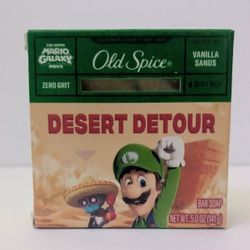 THE SUPER
MARIO
GALAXY
MOVIE
Old Spice®
VANILLA
SANDS
ZERO GRIT
DESERT DETOUR
BAR SOAP
NET WT. 5.0 OZ (141 g)